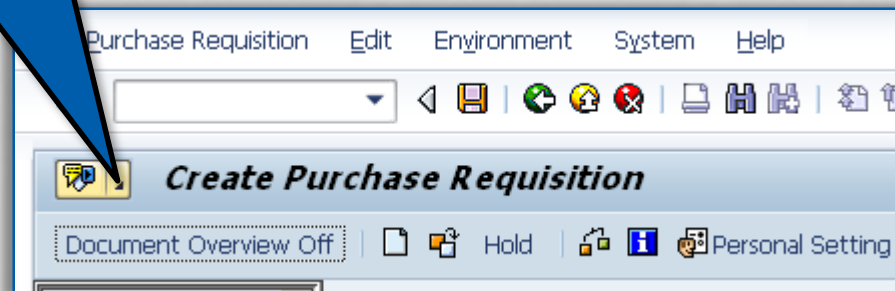 Purchase Requisition Edit Environment System Help
Create Purchase Requisition
Document Overview Off Hold Personal Setting